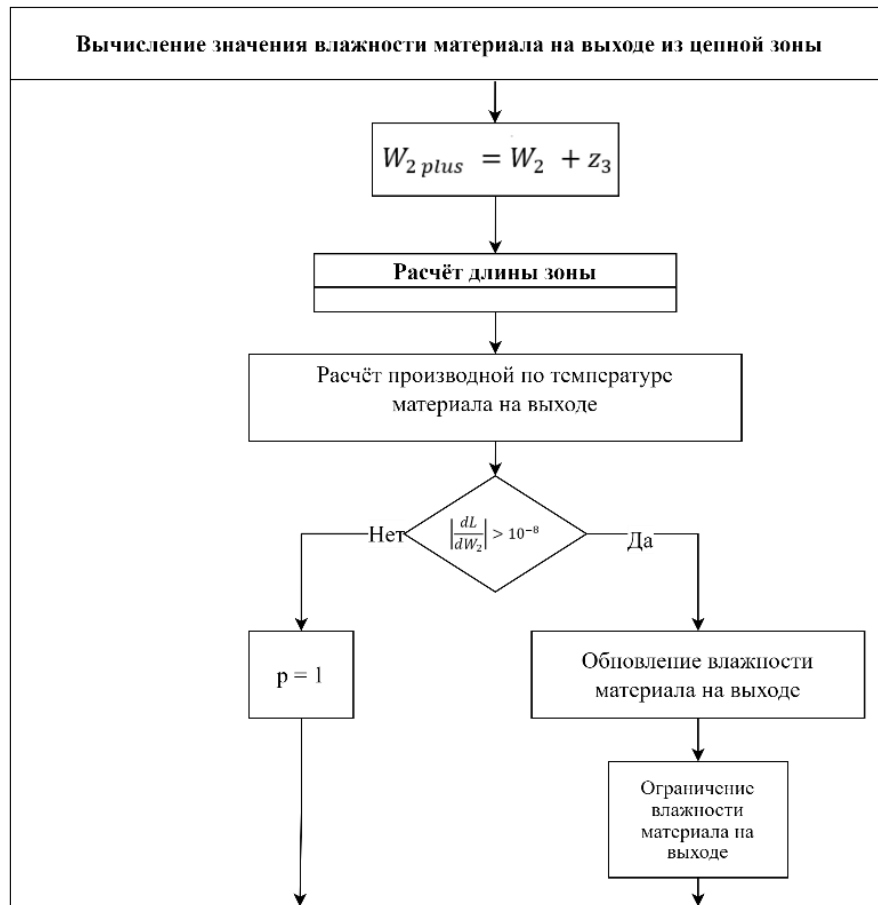 Вычисление значения влажности материала на выходе из цепной зоны
W₂ plus = W₂ + z₃
Расчёт длины зоны
Расчёт производной по температуре
материала на выходе
|dL/dW₂| > 10⁻⁸
Нет
Да
p = 1
Обновление влажности
материала на выходе
Ограничение
влажности
материала на
выходе